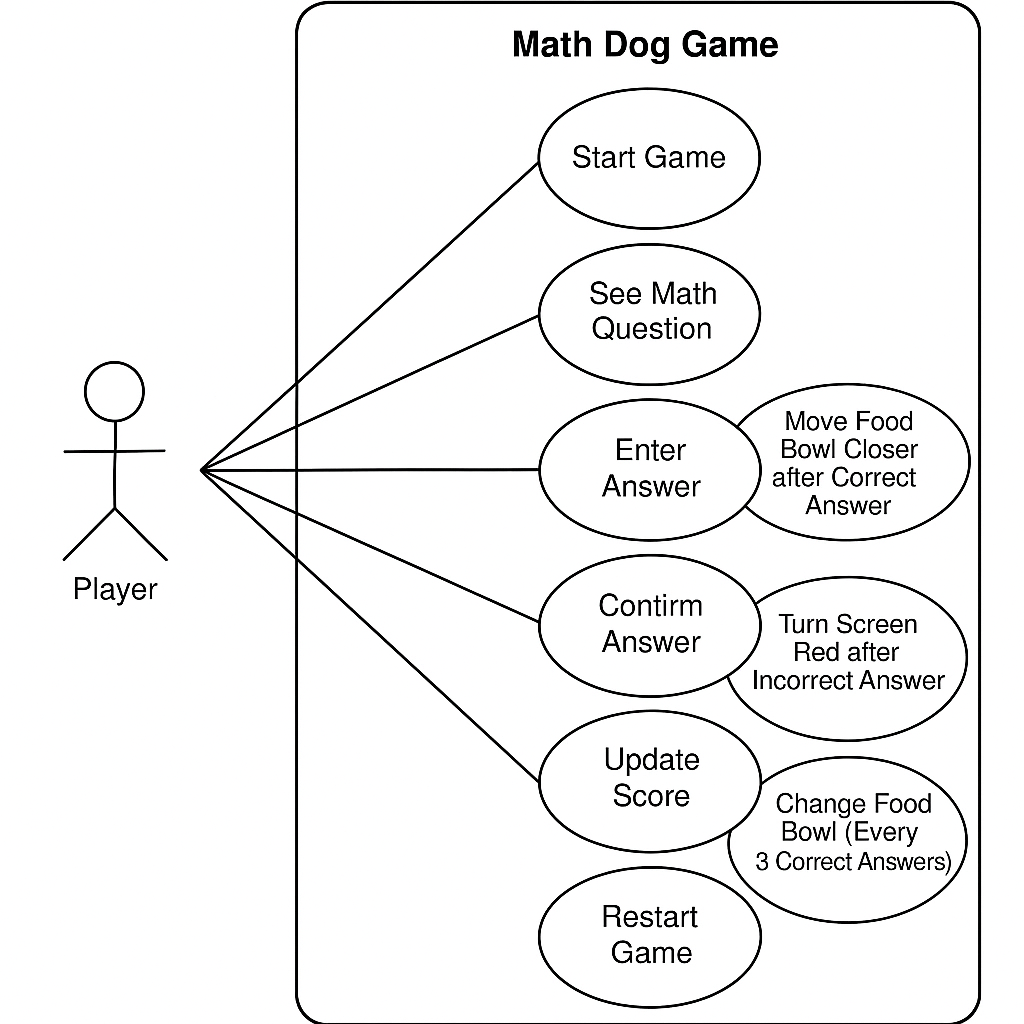 Math Dog Game
Start Game
See Math
Question
Enter
Answer
Move Food
Bowl Closer
after Correct
Answer
Contirm
Answer
Turn Screen
Red after
Incorrect Answer
Update
Score
Change Food
Bowl (Every
3 Correct Answers)
Restart
Game
Player